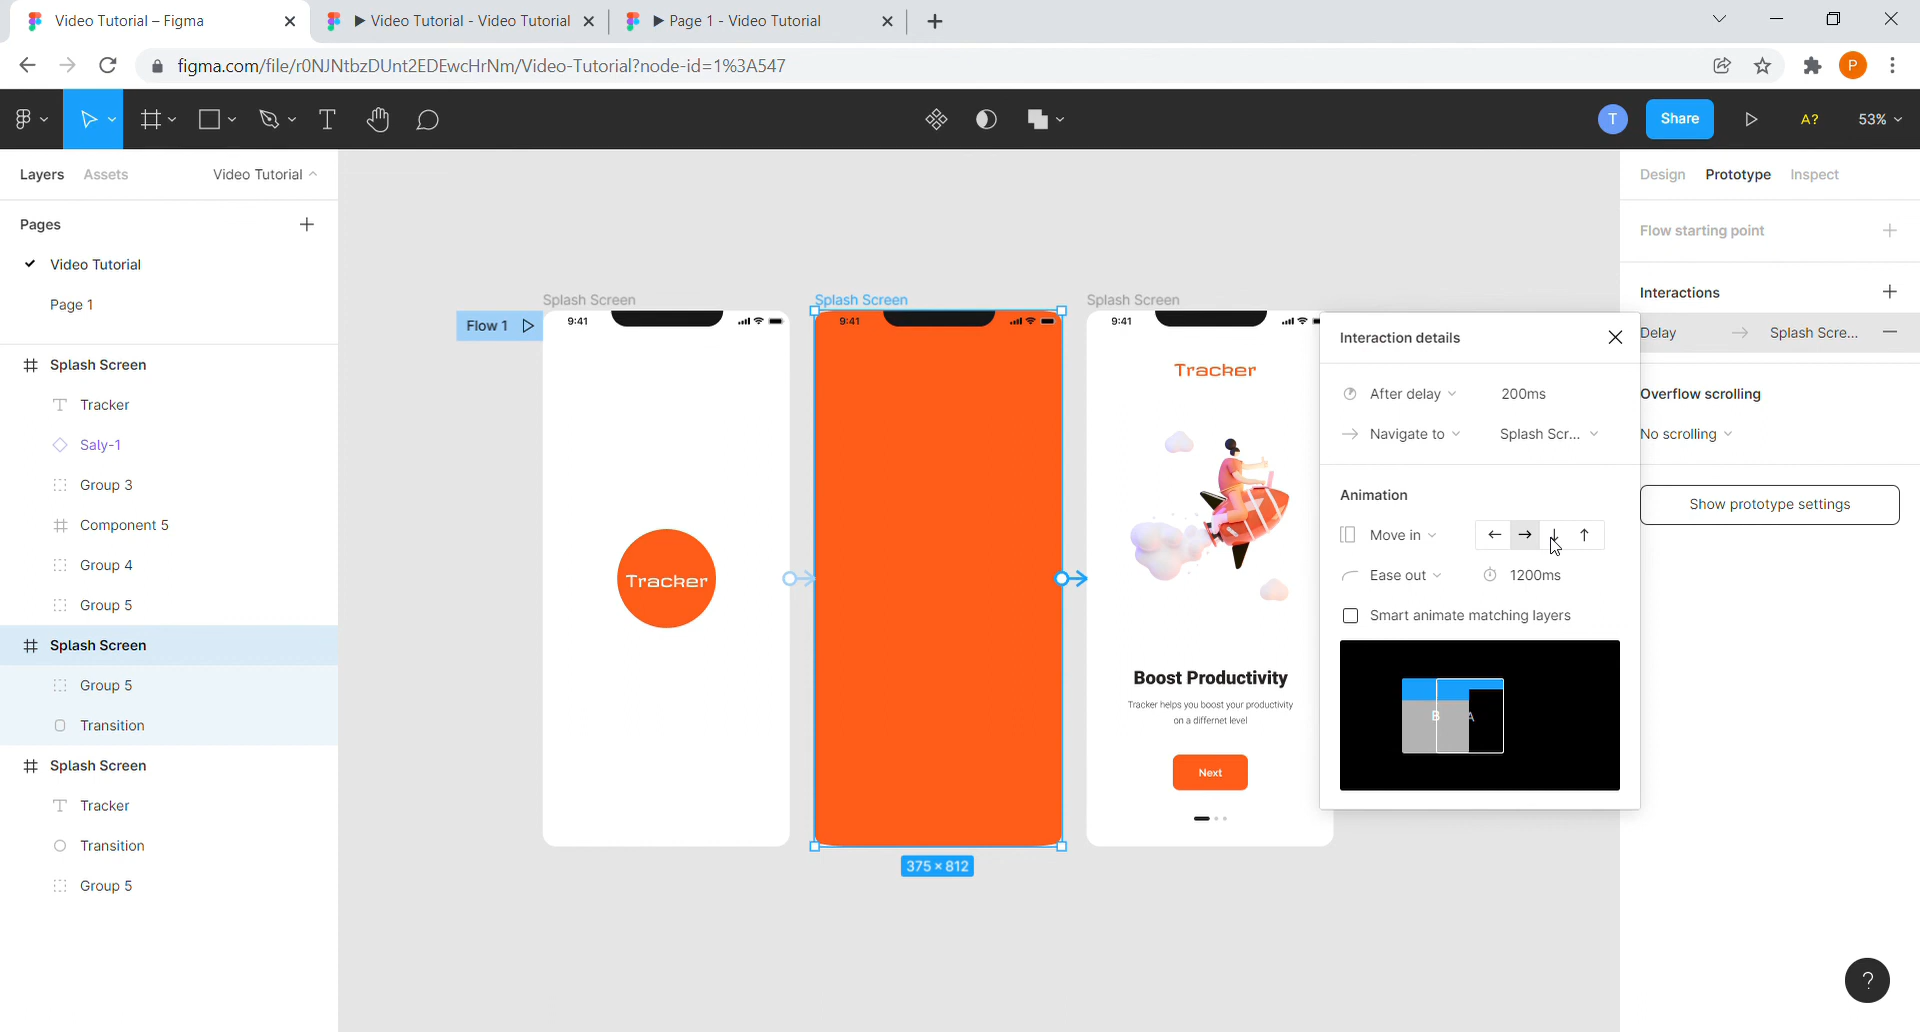 Video Tutorial – Figma
▶ Video Tutorial - Video Tutorial
▶ Page 1 - Video Tutorial
figma.com/file/r0NJNtbzDUnt2EDEwcHrNm/Video-Tutorial?node-id=1%3A547
P
T
Share
A?
53%
Layers
Assets
Video Tutorial
Pages
Video Tutorial
Page 1
Splash Screen
Tracker
Saly-1
Group 3
Component 5
Group 4
Group 5
Splash Screen
Group 5
Transition
Splash Screen
Tracker
Transition
Group 5
Flow 1
Splash Screen
9:41
Tracker
Splash Screen
9:41
375 × 812
Splash Screen
9:41
Tracker
Boost Productivity
Tracker helps you boost your productivity
on a differnet level
Next
Interaction details
After delay
200ms
Navigate to
Splash Scr...
Animation
Move in
Ease out
1200ms
Smart animate matching layers
B
A
Design
Prototype
Inspect
Flow starting point
Interactions
Delay
Splash Scre...
Overflow scrolling
No scrolling
Show prototype settings
?